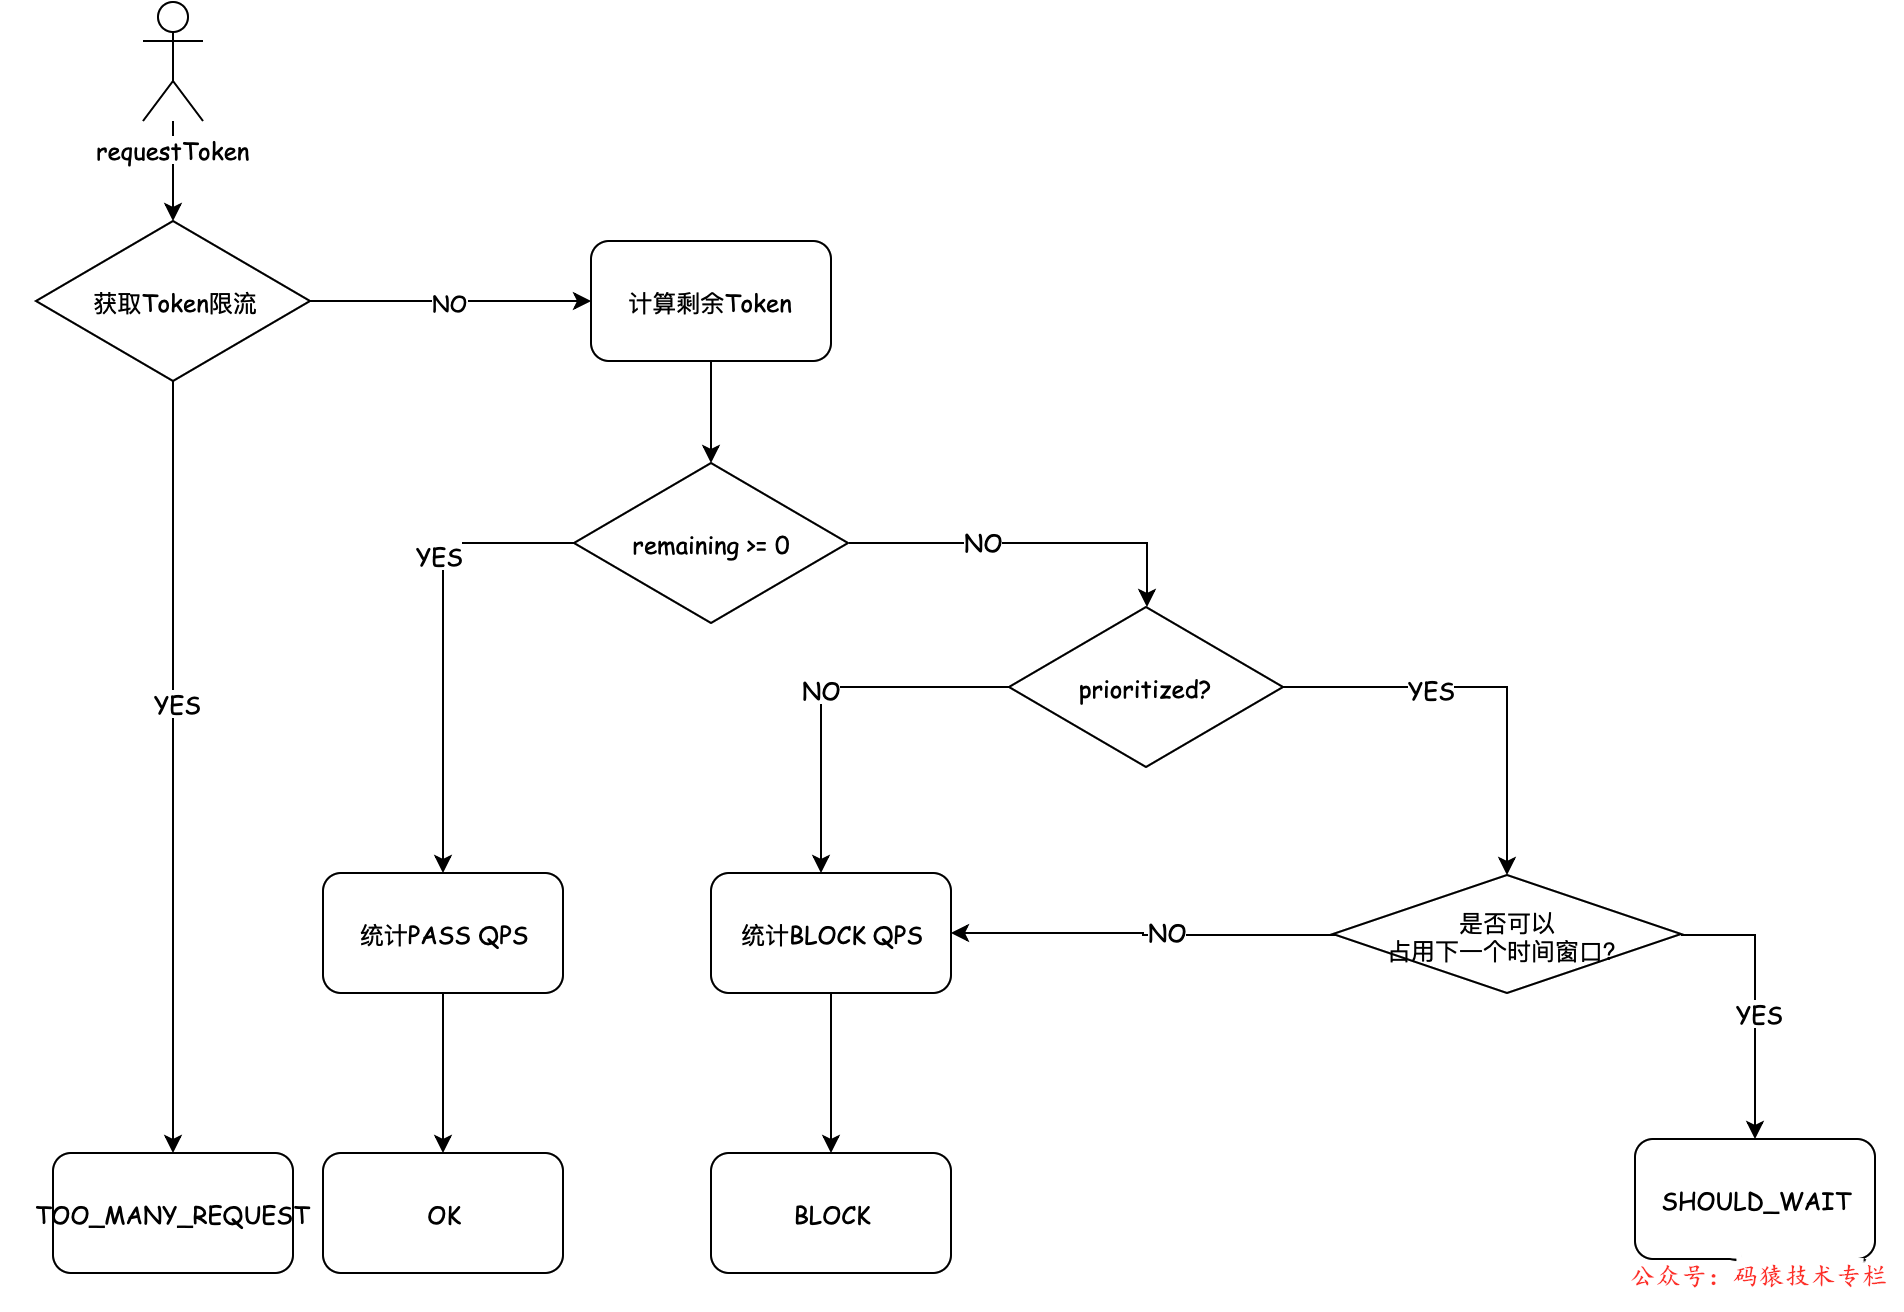 requestToken
获取Token限流
NO
计算剩余Token
YES
remaining >= 0
NO
NO
prioritized?
YES
YES
统计PASS QPS
统计BLOCK QPS
NO
是否可以
占用下一个时间窗口?
YES
TOO_MANY_REQUEST
OK
BLOCK
SHOULD_WAIT
公众号：码猿技术专栏